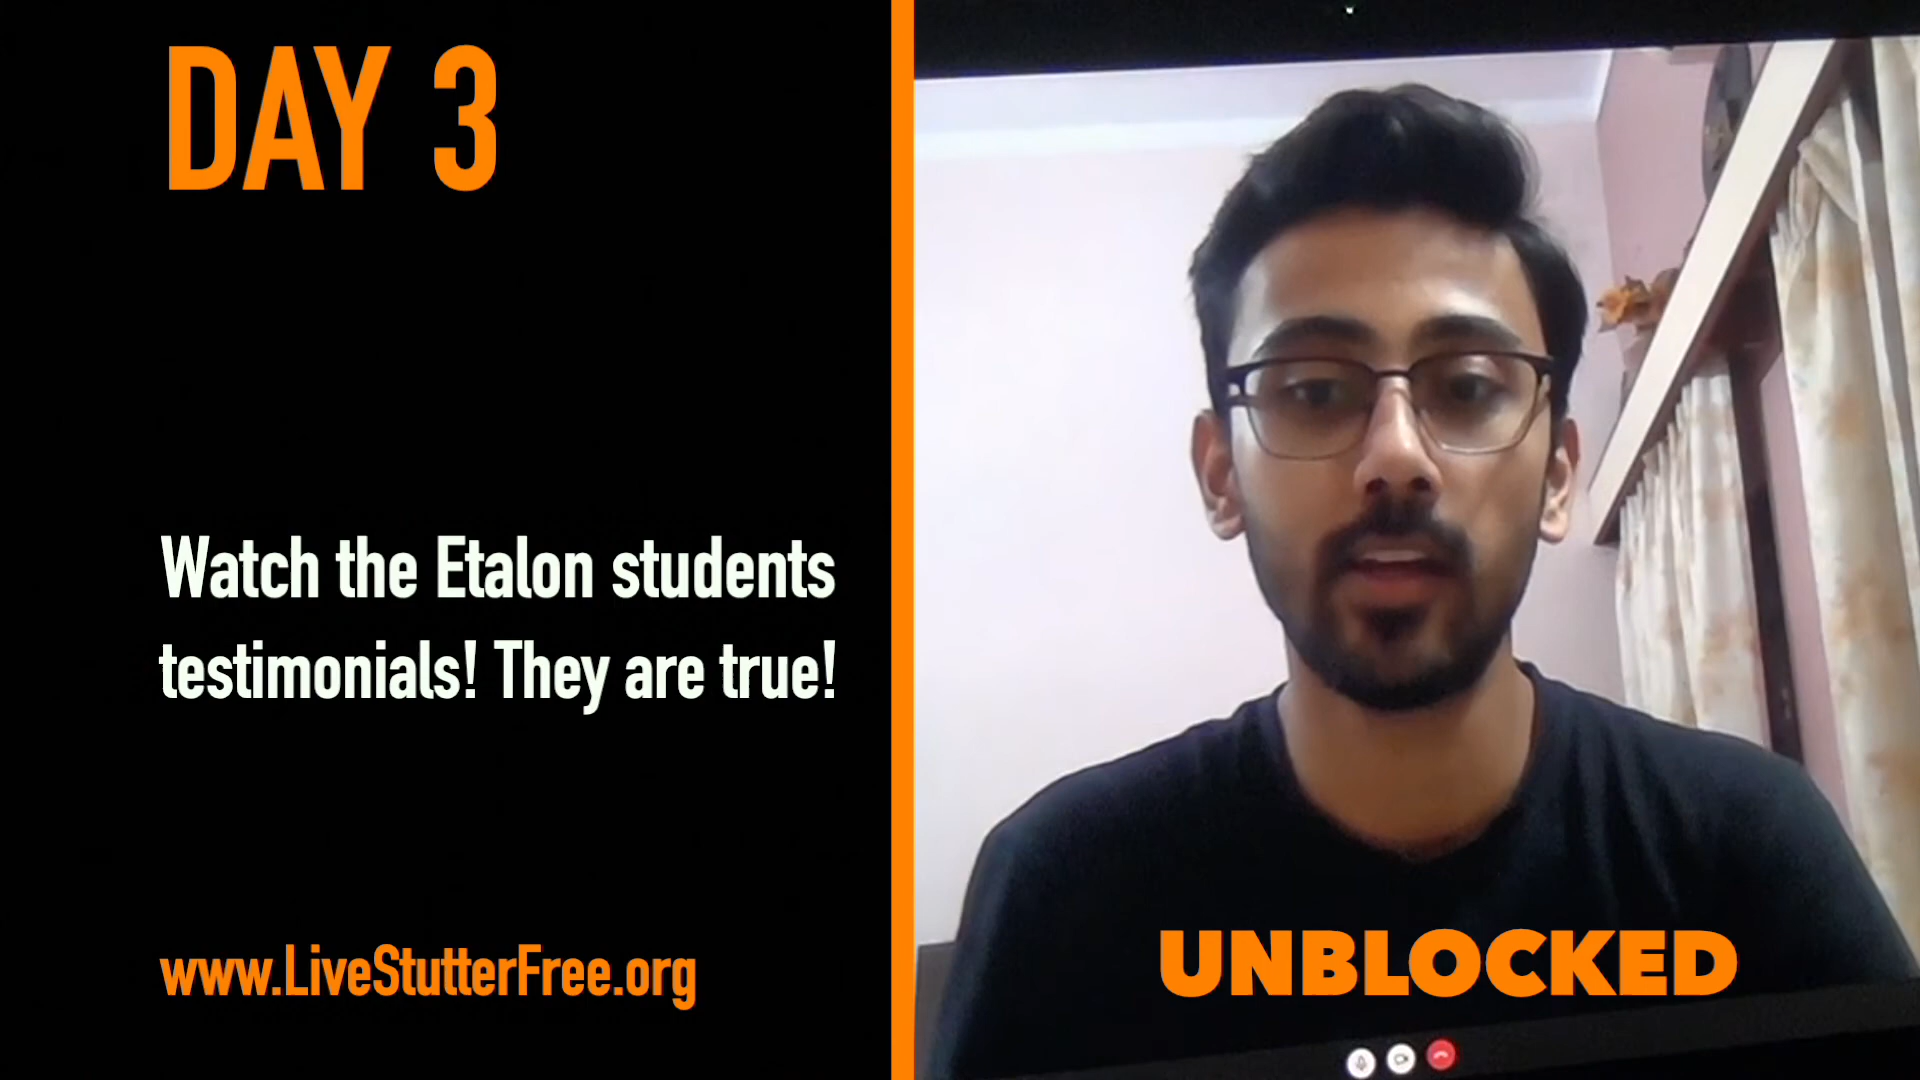 DAY 3
Watch the Etalon students
testimonials! They are true!
www.LiveStutterFree.org
UNBLOCKED